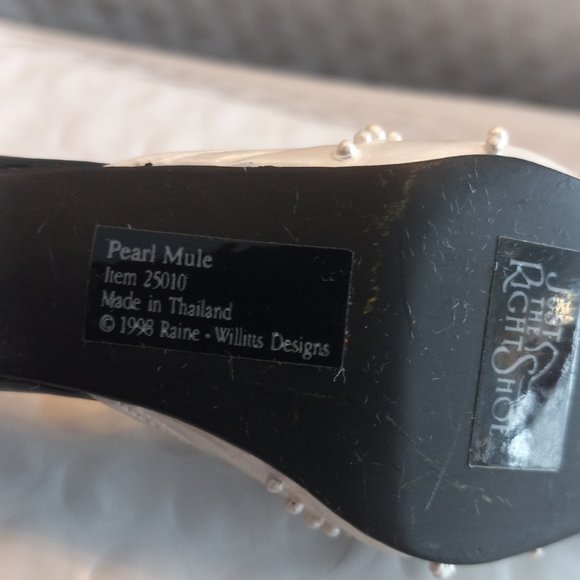 Pearl Mule
Item 25010
Made in Thailand
© 1998 Raine • Willitts Designs
JUST
THE
RIGHT SHOE